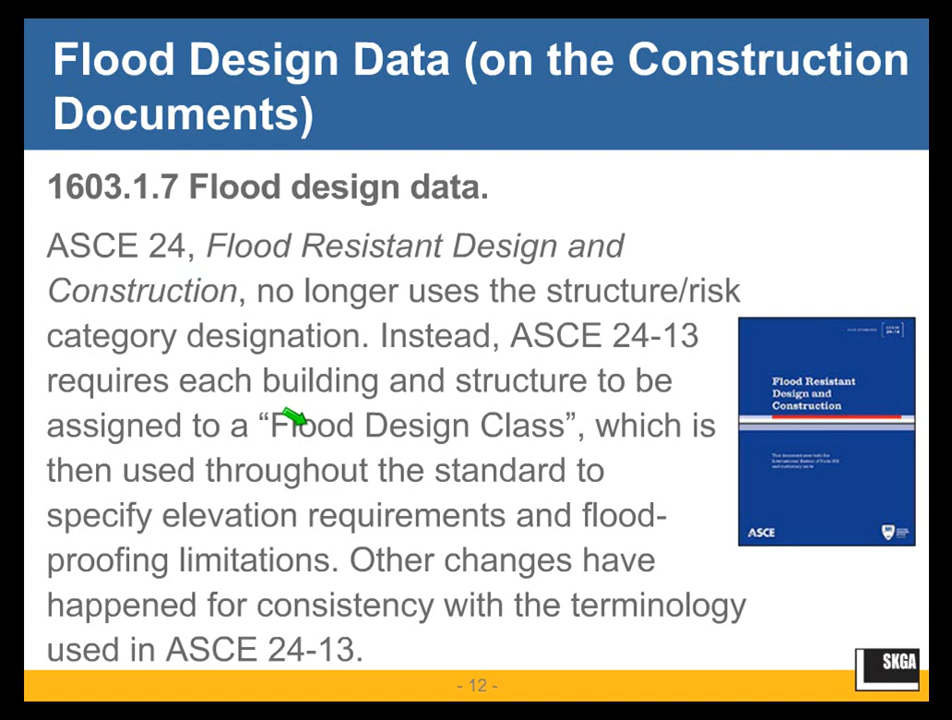 Flood Design Data (on the Construction
Documents)
1603.1.7 Flood design data.
ASCE 24, Flood Resistant Design and
Construction, no longer uses the structure/risk
category designation. Instead, ASCE 24-13
requires each building and structure to be
assigned to a “Flood Design Class”, which is
then used throughout the standard to
specify elevation requirements and flood-
proofing limitations. Other changes have
happened for consistency with the terminology
used in ASCE 24-13.
Flood Resistant
Design and
Construction
ASCE
SKGA
- 12 -